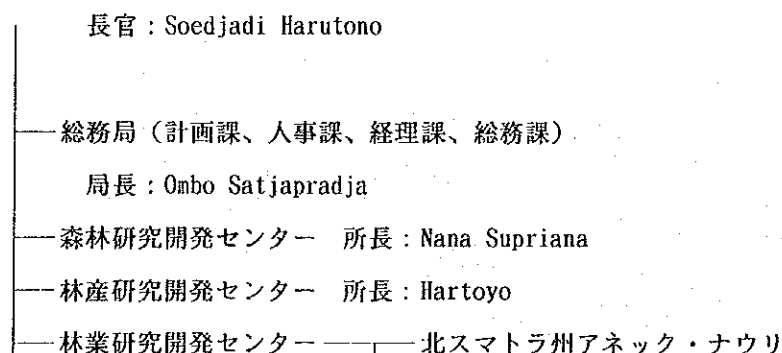 長官：Soedjadi Harutono
総務局（計画課、人事課、経理課、総務課）
局長：Ombo Satjapradja
森林研究開発センター　所長：Nana Supriana
林産研究開発センター　所長：Hartoyo
林業研究開発センター　北スマトラ州アネック・ナウリ